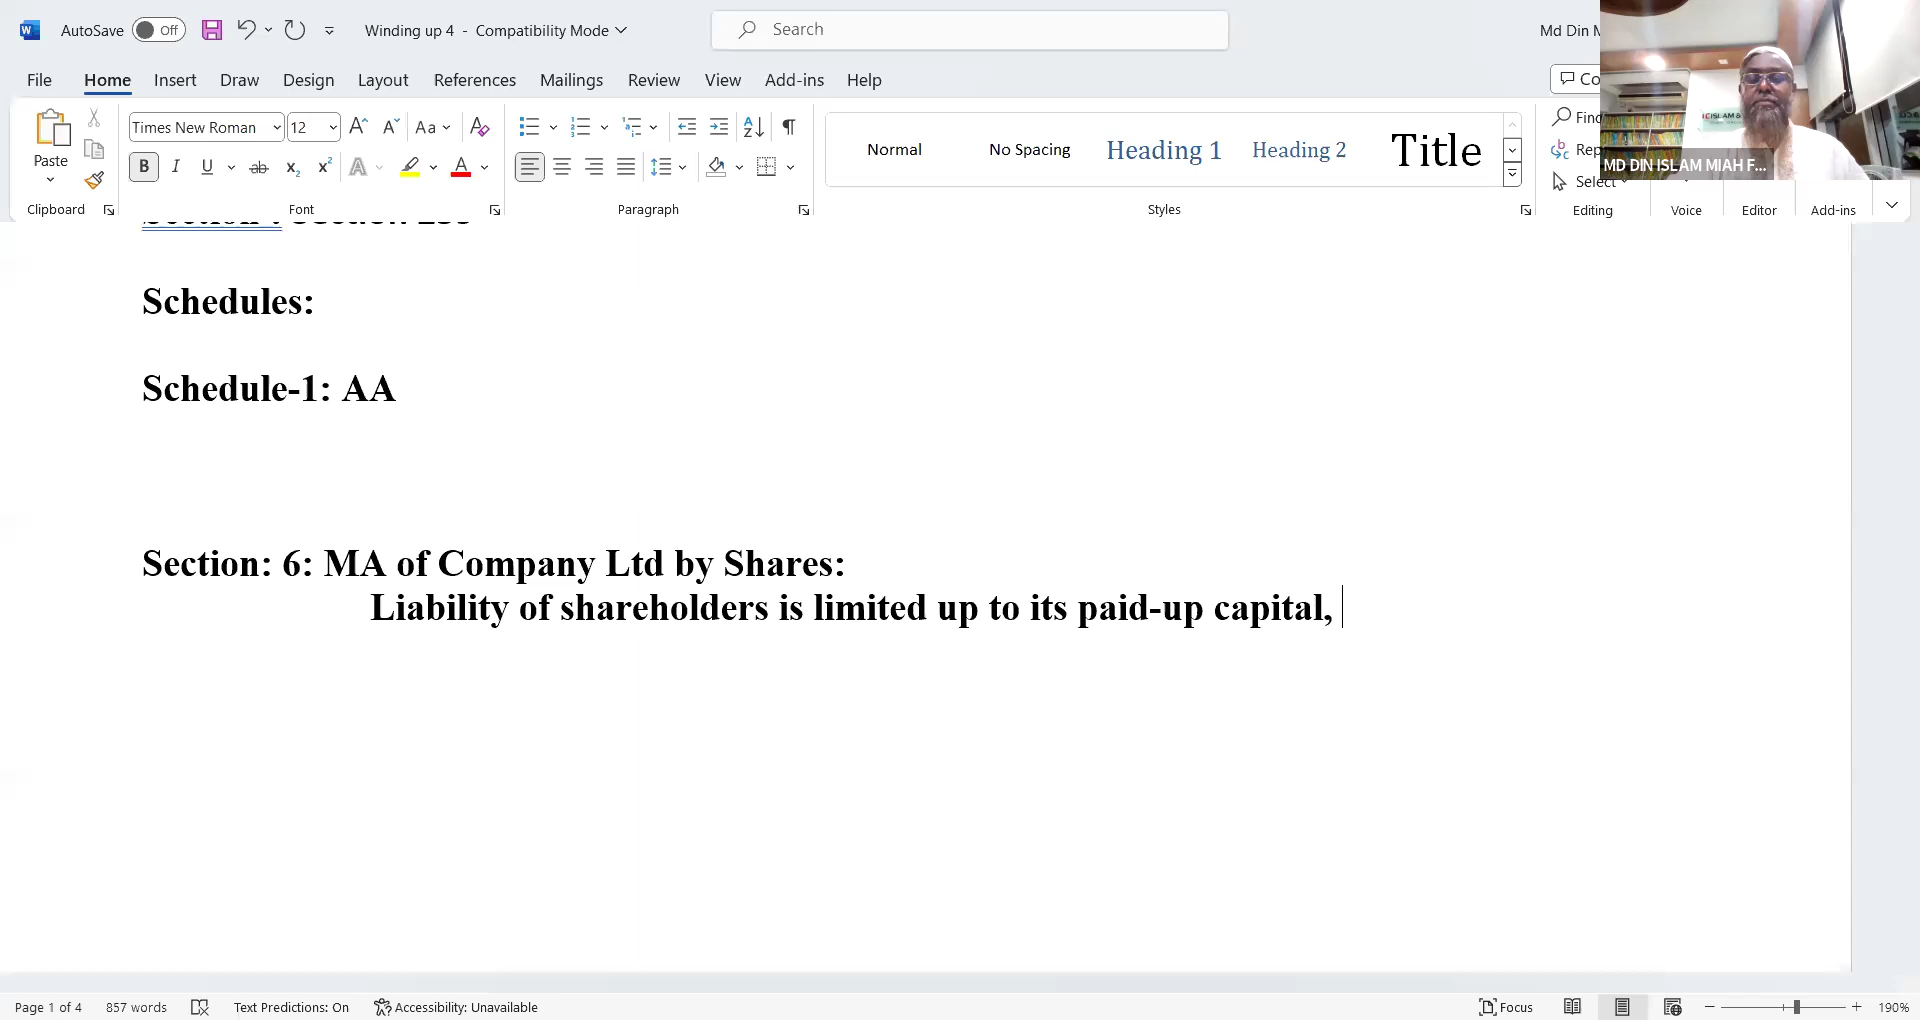 AutoSave Off Winding up 4 - Compatibility Mode Search Md Din M
File Home Insert Draw Design Layout References Mailings Review View Add-ins Help Co
Paste Times New Roman 12 Aa Normal No Spacing Heading 1 Heading 2 Title Find
Rep
Select
Clipboard Font Paragraph Styles Editing Voice Editor Add-ins
MD DIN ISLAM MIAH F...
Schedules:
Schedule-1: AA
Section: 6: MA of Company Ltd by Shares:
Liability of shareholders is limited up to its paid-up capital,
Page 1 of 4 857 words Text Predictions: On Accessibility: Unavailable Focus 190%